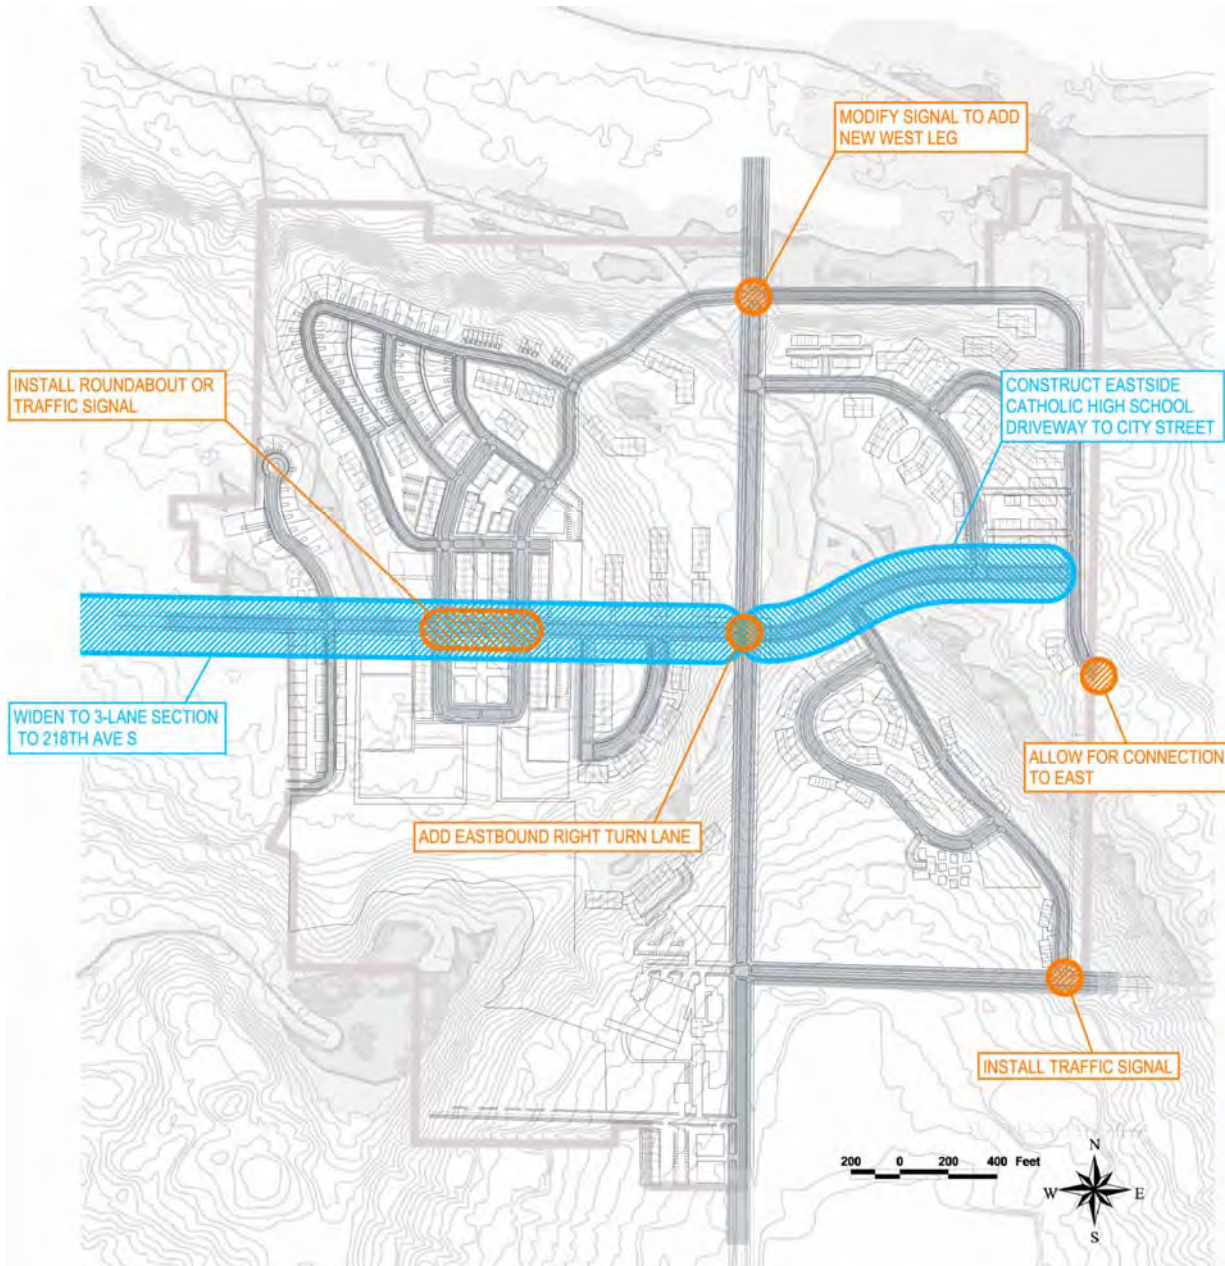 MODIFY SIGNAL TO ADD
NEW WEST LEG
INSTALL ROUNDABOUT OR
TRAFFIC SIGNAL
CONSTRUCT EASTSIDE
CATHOLIC HIGH SCHOOL
DRIVEWAY TO CITY STREET
WIDEN TO 3-LANE SECTION
TO 218TH AVE S
ALLOW FOR CONNECTION
TO EAST
ADD EASTBOUND RIGHT TURN LANE
INSTALL TRAFFIC SIGNAL
200 0 200 400 Feet
N
W E
S